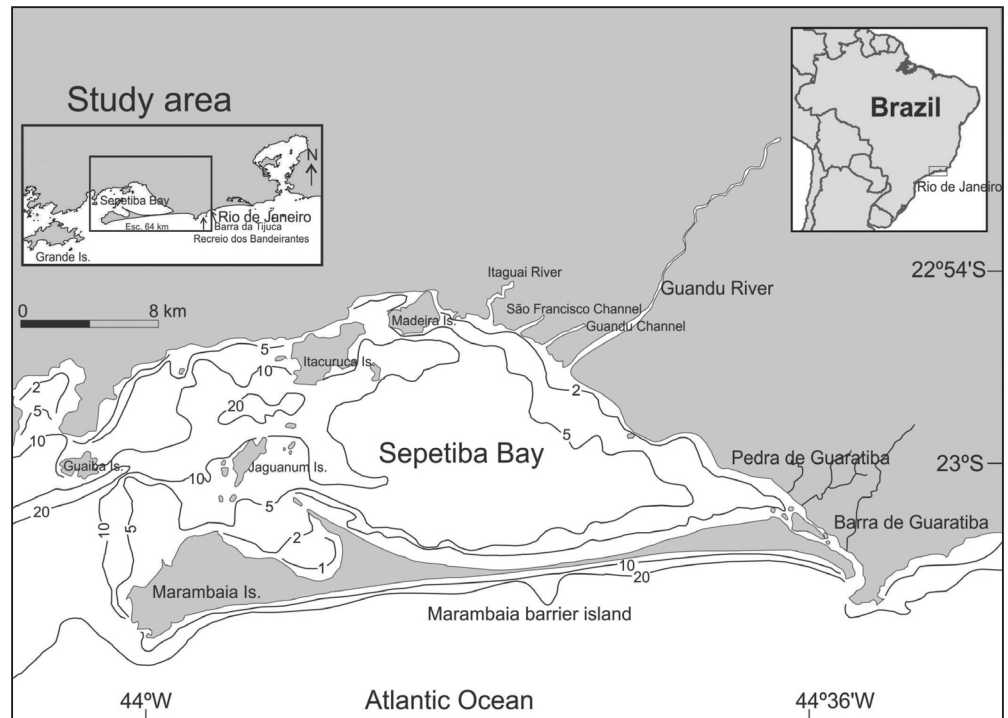 Study area
N
Sepetiba Bay
Rio de Janeiro
Esc. 64 km
Barra da Tijuca
Recreio dos Bandeirantes
Grande Is.
Brazil
Rio de Janeiro
22º54'S
0 8 km
Itaguai River
Guandu River
São Francisco Channel
Guandu Channel
Madeira Is.
Itacuruca Is.
5
10
20
2
5
10
20
2
5
Sepetiba Bay
Guaiba Is.
Jaguanum Is.
10
5
2
1
10
5
Pedra de Guaratiba
23ºS
Barra de Guaratiba
Marambaia Is.
10
20
Marambaia barrier island
44ºW
Atlantic Ocean
44º36'W